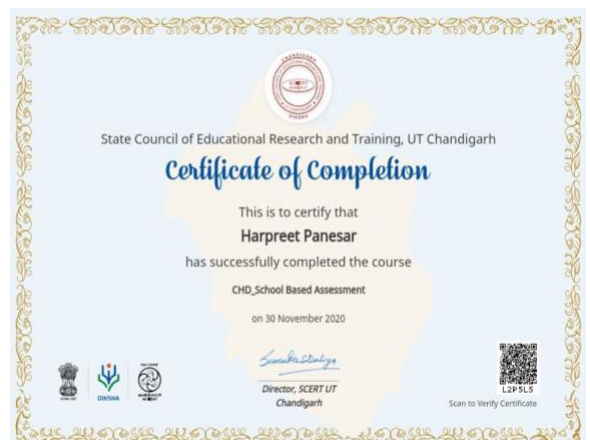 State Council of Educational Research and Training, UT Chandigarh
Certificate of Completion
This is to certify that
Harpreet Panesar
has successfully completed the course
CHD_School Based Assessment
on 30 November 2020
Director, SCERT UT
Chandigarh
DIKSHA
L2P5L5
Scan to Verify Certificate